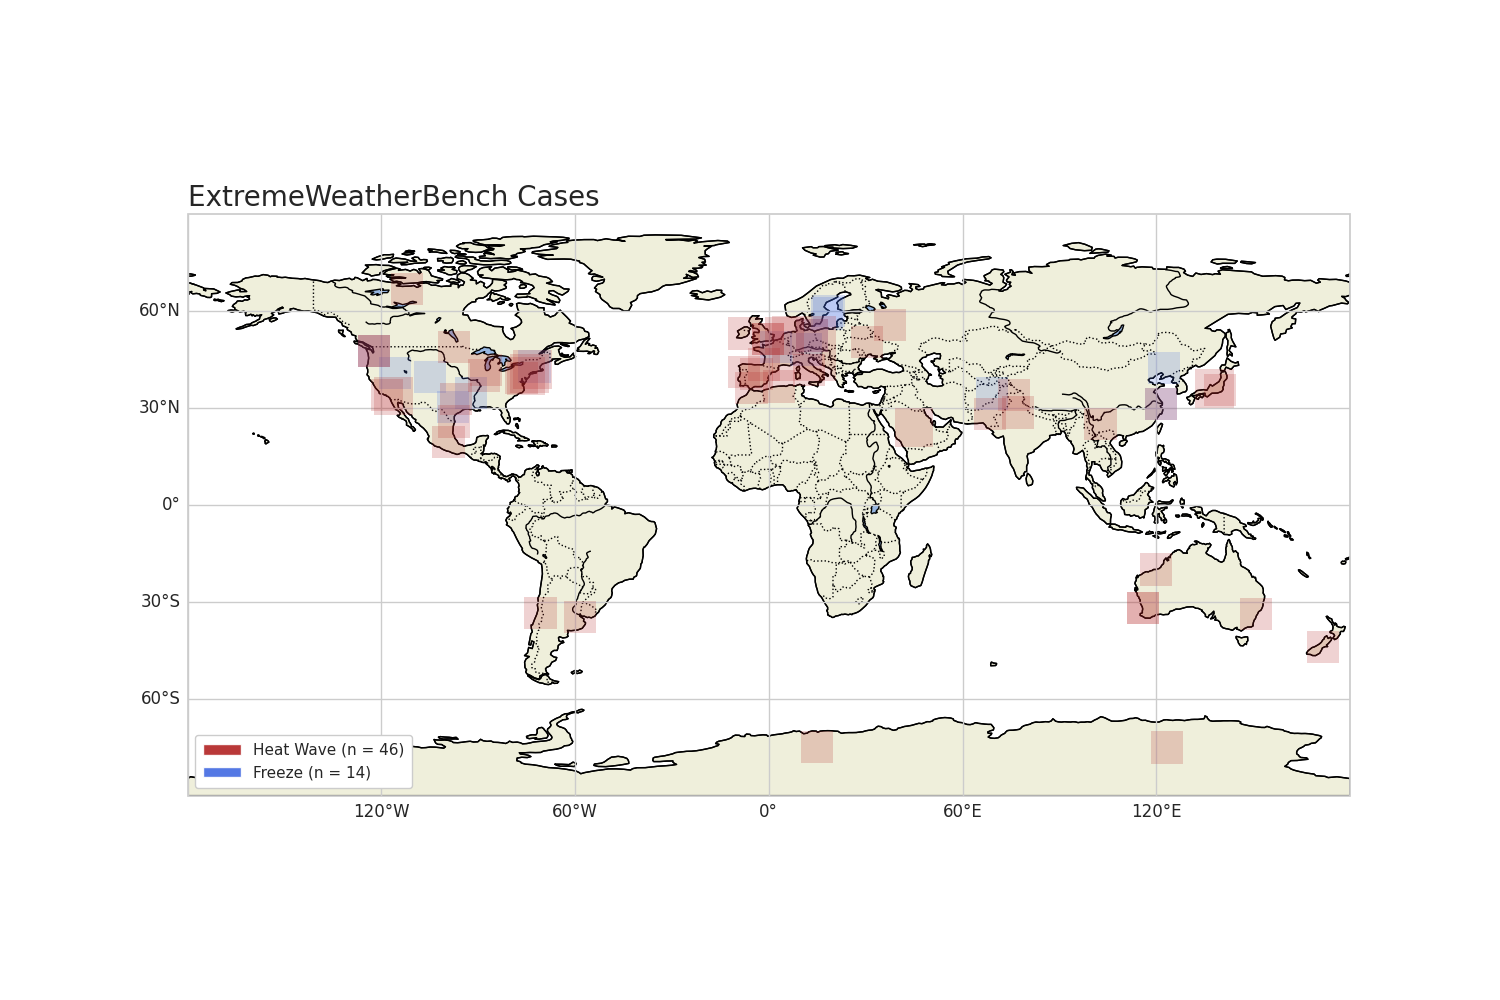 ExtremeWeatherBench Cases
60°N
30°N
0°
30°S
60°S
Heat Wave (n = 46)
Freeze (n = 14)
120°W
60°W
0°
60°E
120°E